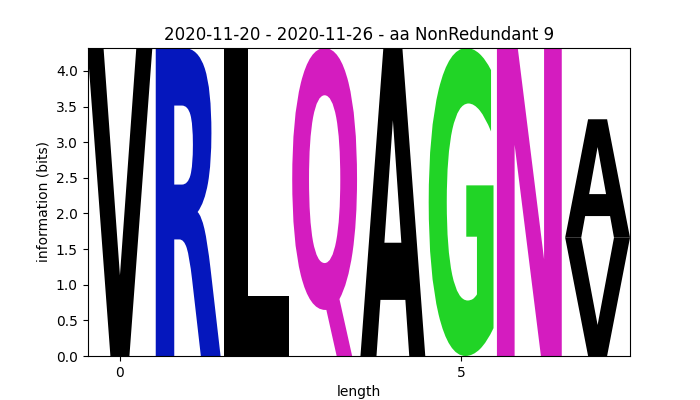 2020-11-20 - 2020-11-26 - aa NonRedundant 9
4.0
3.5
3.0
2.5
2.0
1.5
1.0
0.5
0.0
information (bits)
VRLQAGNA
V
0 5
length